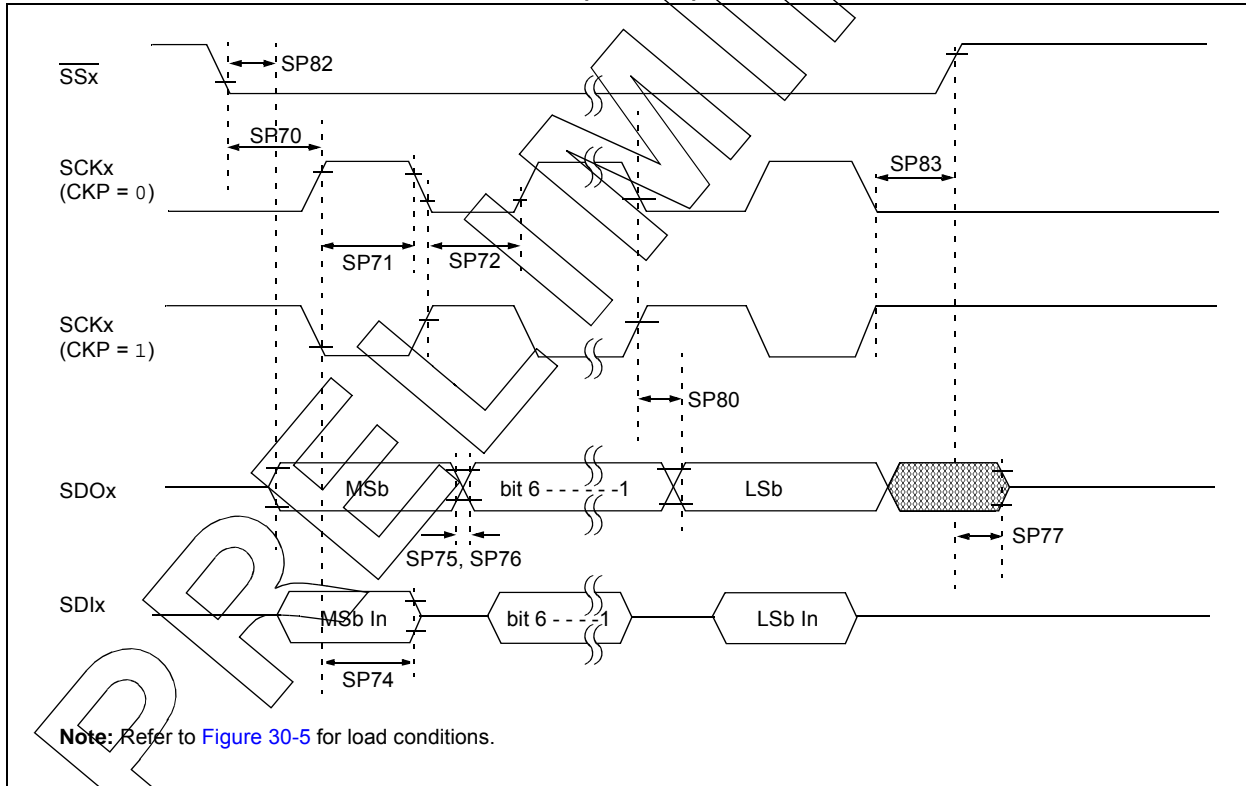 SSx
SP82
SP70
SCKx
(CKP = 0)
SP83
SP71
SP72
SCKx
(CKP = 1)
SP80
SDOx
MSb
bit 6 - - - - - -1
LSb
SP75, SP76
SP77
SDIx
MSb In
bit 6 - - - -1
LSb In
SP74
Note: Refer to Figure 30-5 for load conditions.
PRELIMI